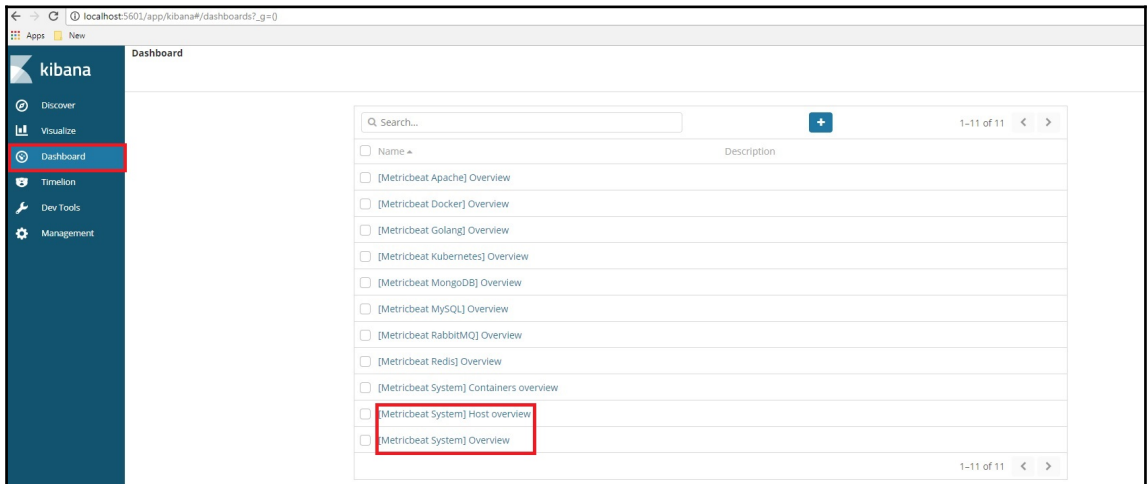 localhost:5601/app/kibana#/dashboards?_g=()
Apps New
Dashboard
kibana
Discover
Visualize
Dashboard
Timelion
Dev Tools
Management
Search...
+
1–11 of 11 < >
Name Description
[Metricbeat Apache] Overview
[Metricbeat Docker] Overview
[Metricbeat Golang] Overview
[Metricbeat Kubernetes] Overview
[Metricbeat MongoDB] Overview
[Metricbeat MySQL] Overview
[Metricbeat RabbitMQ] Overview
[Metricbeat Redis] Overview
[Metricbeat System] Containers overview
[Metricbeat System] Host overview
[Metricbeat System] Overview
1–11 of 11 < >